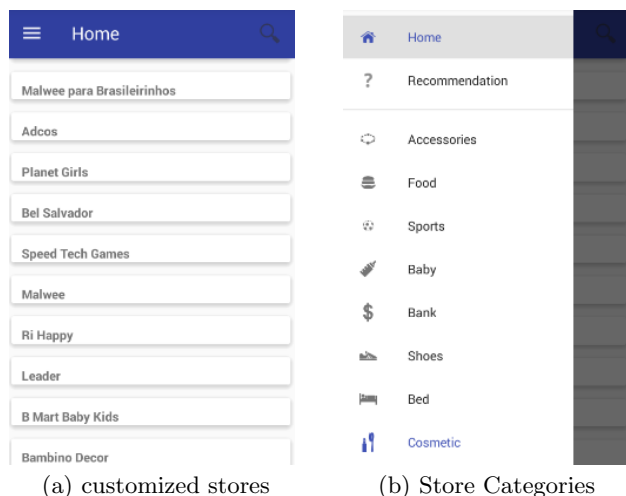 Home
Malwee para Brasileirinhos
Adcos
Planet Girls
Bel Salvador
Speed Tech Games
Malwee
Ri Happy
Leader
B Mart Baby Kids
Bambino Decor
(a) customized stores
Home
Recommendation
Accessories
Food
Sports
Baby
Bank
Shoes
Bed
Cosmetic
(b) Store Categories